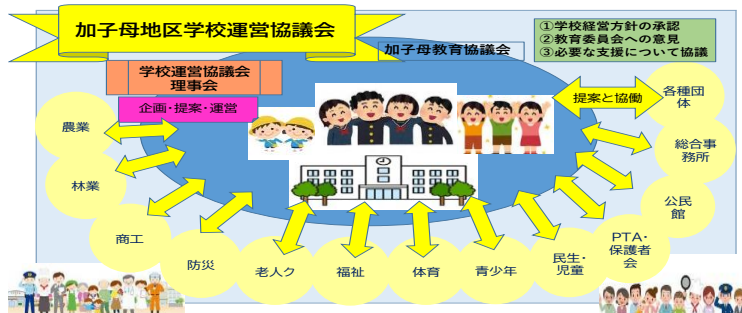 加子母地区学校運営協議会
加子母教育協議会
①学校経営方針の承認
②教育委員会への意見
③必要な支援について協議
学校運営協議会
理事会
企画・提案・運営
提案と協働
各種団
体
農業
総合事
務所
林業
公民
館
商工
PTA・
保護者
会
防災
老人ク
福祉
体育
青少年
民生・
児童